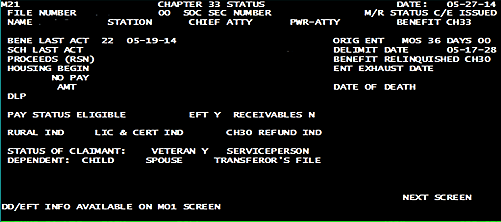 M21 CHAPTER 33 STATUS DATE: 05-27-14
FILE NUMBER 00 SOC SEC NUMBER M/R STATUS C/E ISSUED
NAME STATION CHIEF ATTY PWR-ATTY BENEFIT CH33
BENE LAST ACT 22 05-19-14 ORIG ENT MOS 36 DAYS 00
SCH LAST ACT DELIMIT DATE 05-17-28
PROCEEDS (RSN) BENEFIT RELINQUISHED CH30
HOUSING BEGIN ENT EXHAUST DATE
NO PAY
AMT DATE OF DEATH
DLP
PAY STATUS ELIGIBLE EFT Y RECEIVABLES N
RURAL IND LIC & CERT IND CH30 REFUND IND
STATUS OF CLAIMANT: VETERAN Y SERVICEPERSON
DEPENDENT: CHILD SPOUSE TRANSFEROR'S FILE
NEXT SCREEN
DD/EFT INFO AVAILABLE ON M01 SCREEN